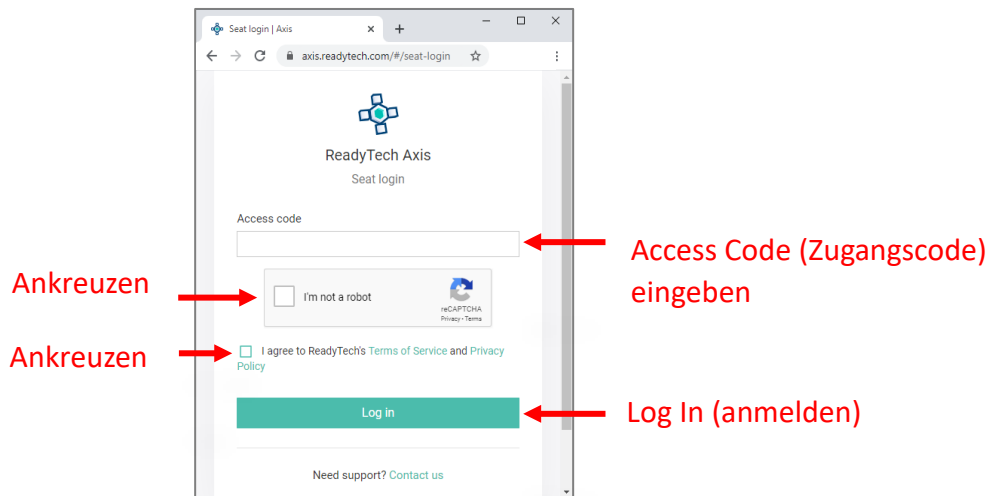 Seat login | Axis
axis.readytech.com/#/seat-login
ReadyTech Axis
Seat login
Access code
Access Code (Zugangscode)
eingeben
Ankreuzen
I'm not a robot
reCAPTCHA
Privacy • Terms
Ankreuzen
I agree to ReadyTech's Terms of Service and Privacy
Policy
Log in
Log In (anmelden)
Need support? Contact us